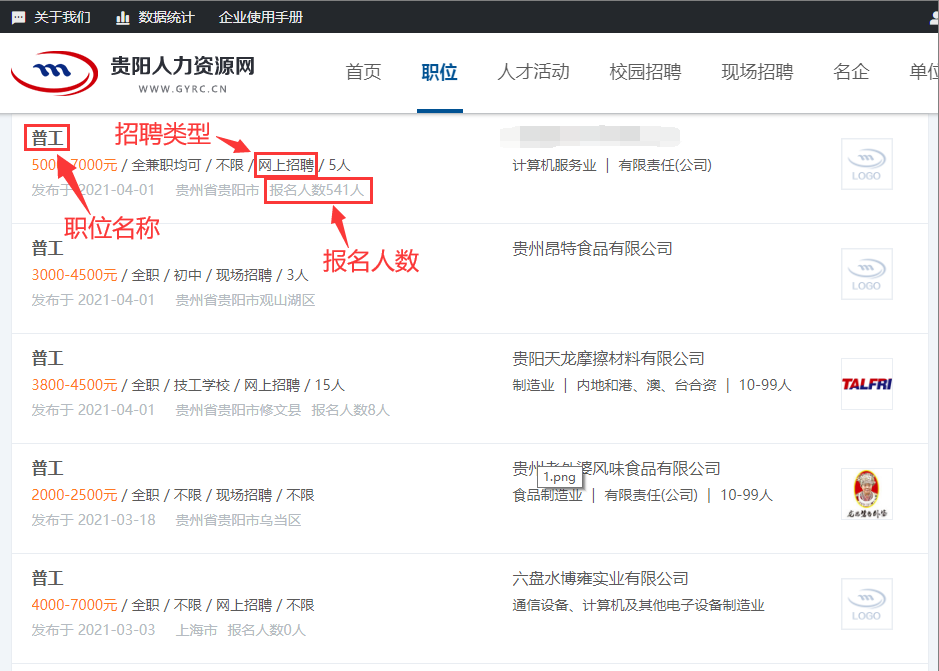 关于我们 数据统计 企业使用手册
贵阳人力资源网
WWW.GYRC.CN
首页 职位 人才活动 校园招聘 现场招聘 名企 单位
普工
招聘类型
5000-7000元 / 全兼职均可 / 不限 / 网上招聘 / 5人
计算机服务业 | 有限责任(公司)
发布于 2021-04-01 贵州省贵阳市 报名人数541人
LOGO
职位名称
报名人数
普工
贵州昂特食品有限公司
3000-4500元 / 全职 / 初中 / 现场招聘 / 3人
发布于 2021-04-01 贵州省贵阳市观山湖区
LOGO
普工
贵阳天龙摩擦材料有限公司
3800-4500元 / 全职 / 技工学校 / 网上招聘 / 15人
制造业 | 内地和港、澳、台合资 | 10-99人
TALFRI
发布于 2021-04-01 贵州省贵阳市修文县 报名人数8人
普工
贵州老外婆风味食品有限公司
1.png
2000-2500元 / 全职 / 不限 / 现场招聘 / 不限
食品制造业 | 有限责任(公司) | 10-99人
发布于 2021-03-18 贵州省贵阳市乌当区
普工
六盘水博雍实业有限公司
4000-7000元 / 全职 / 不限 / 网上招聘 / 不限
通信设备、计算机及其他电子设备制造业
发布于 2021-03-03 上海市 报名人数0人
LOGO